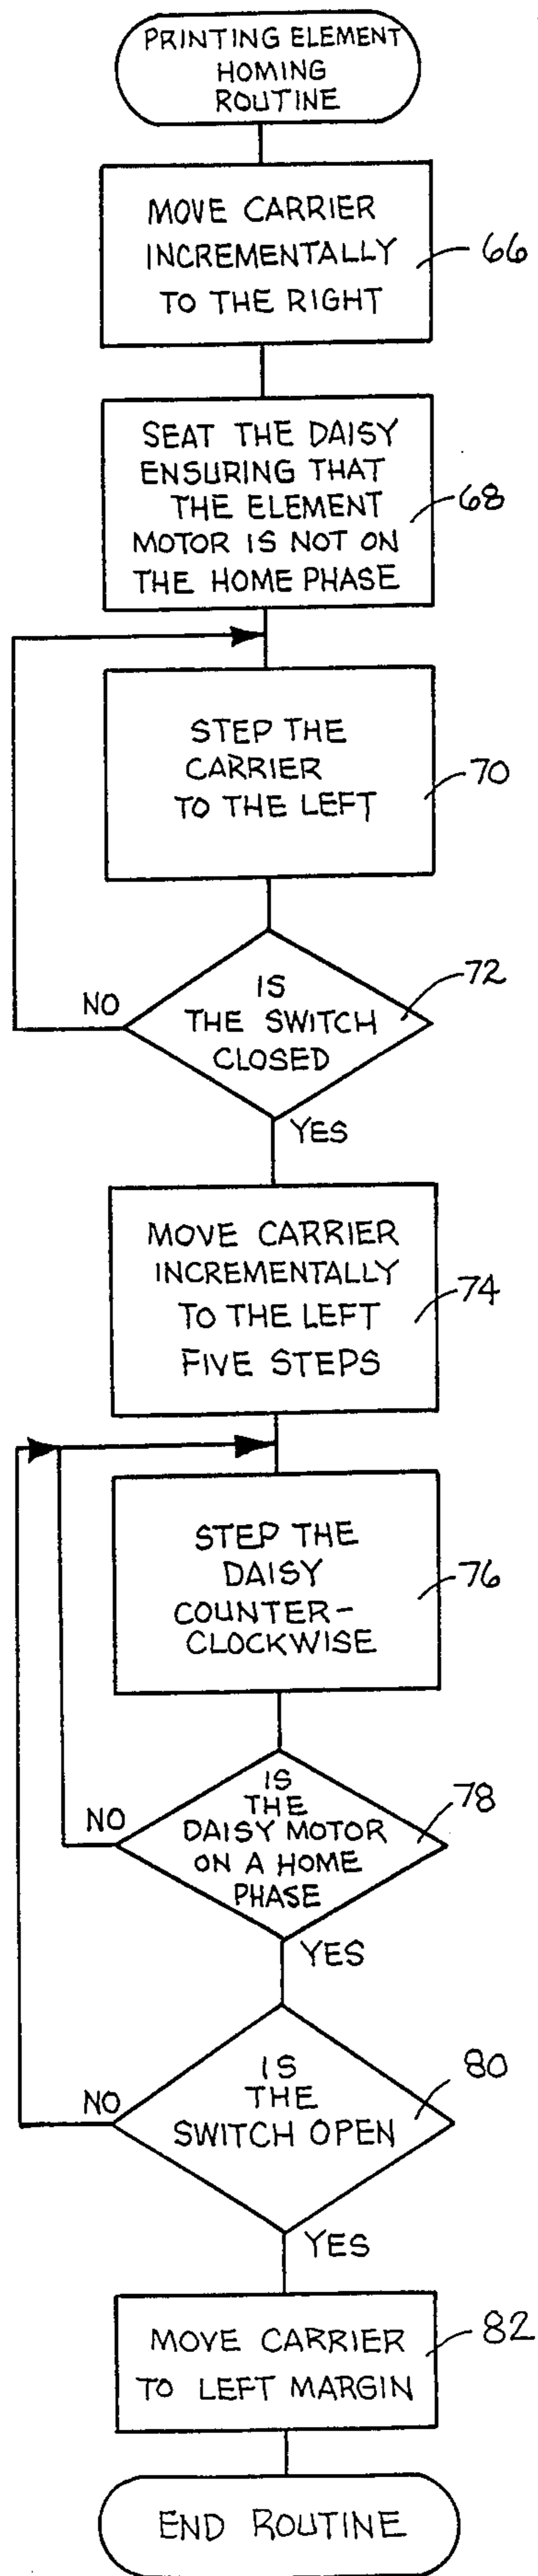 PRINTING ELEMENT
HOMING
ROUTINE
MOVE CARRIER
INCREMENTALLY
TO THE RIGHT
66
SEAT THE DAISY
ENSURING THAT
THE ELEMENT
MOTOR IS NOT ON
THE HOME PHASE
68
STEP THE
CARRIER
TO THE LEFT
70
IS
THE SWITCH
CLOSED
72
NO
YES
MOVE CARRIER
INCREMENTALLY
TO THE LEFT
FIVE STEPS
74
STEP THE
DAISY
COUNTER-
CLOCKWISE
76
IS
THE
DAISY MOTOR
ON A HOME
PHASE
78
NO
YES
IS
THE
SWITCH OPEN
80
NO
YES
MOVE CARRIER
TO LEFT MARGIN
82
END ROUTINE